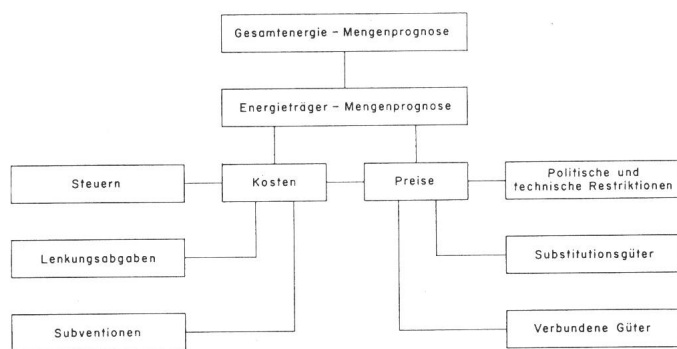 Gesamtenergie – Mengenprognose
Energieträger – Mengenprognose
Steuern
Kosten
Preise
Politische und
technische Restriktionen
Lenkungsabgaben
Substitutionsgüter
Subventionen
Verbundene Güter